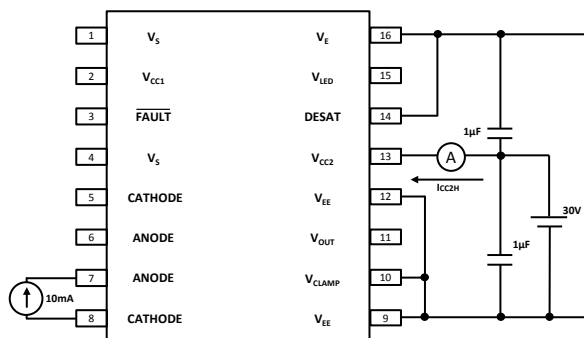 1 V_S V_E 16
2 V_CC1 V_LED 15
3 FAULT DESAT 14
1µF
4 V_S V_CC2 13 A
I_CC2H
5 CATHODE V_EE 12
30V
6 ANODE V_OUT 11
1µF
7 ANODE V_CLAMP 10
10mA
8 CATHODE V_EE 9